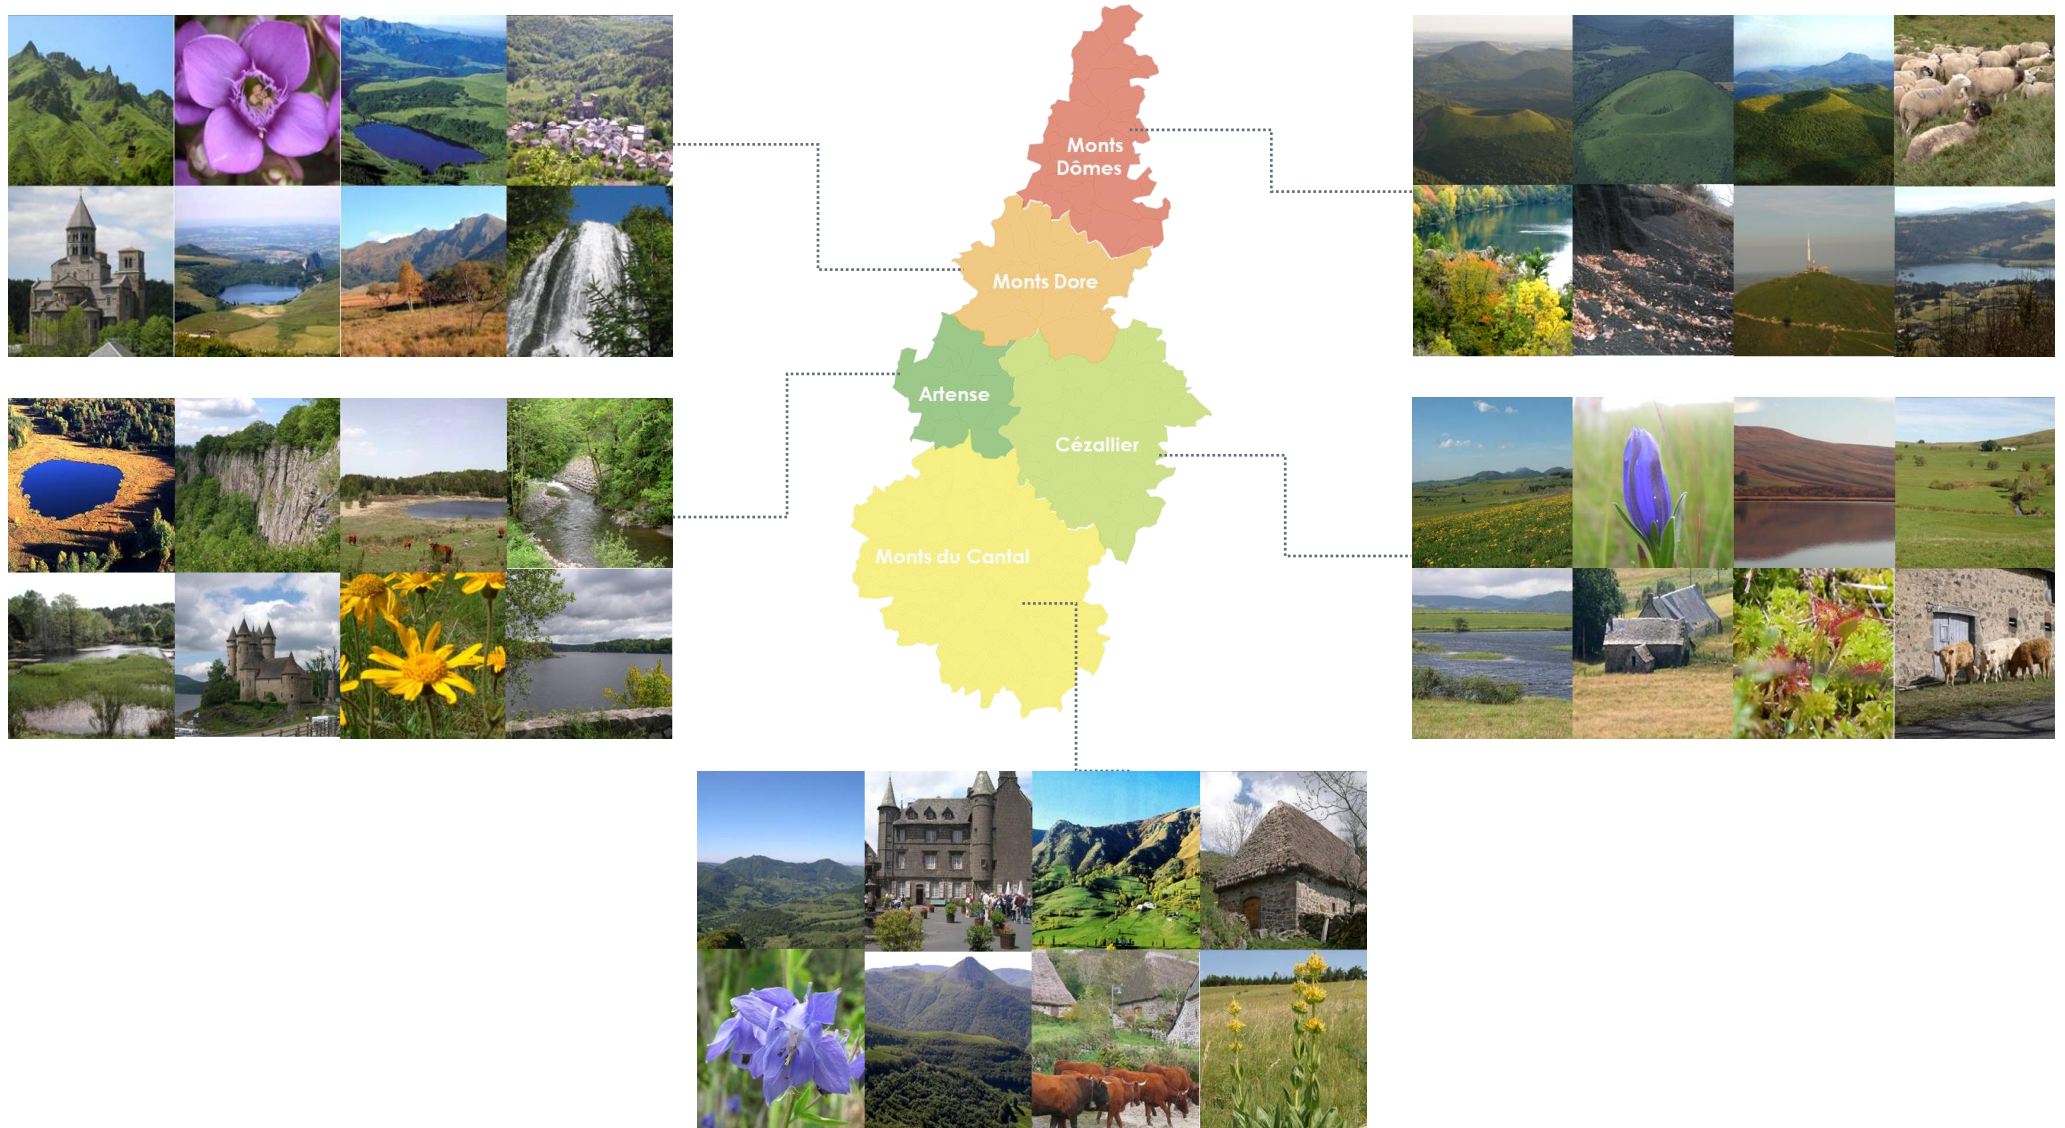 Monts
Dômes
Monts Dore
Artense
Cézallier
Monts du Cantal